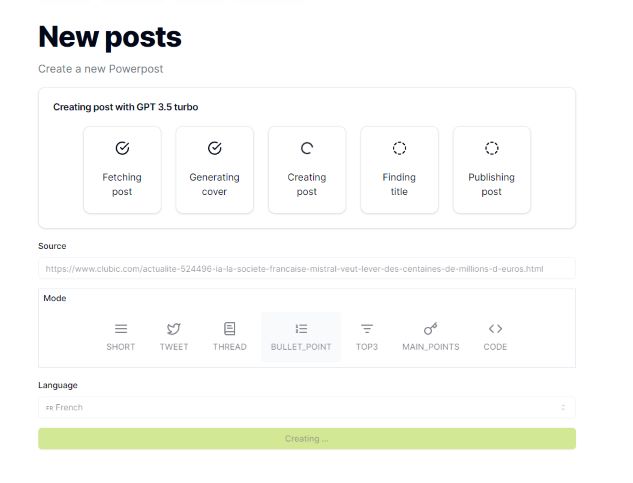 New posts
Create a new Powerpost
Creating post with GPT 3.5 turbo
Fetching
post
Generating
cover
Creating
post
Finding
title
Publishing
post
Source
https://www.clubic.com/actualite-524496-ia-la-societe-francaise-mistral-veut-lever-des-centaines-de-millions-d-euros.html
Mode
SHORT
TWEET
THREAD
BULLET_POINT
TOP3
MAIN_POINTS
CODE
Language
FR French
Creating ...